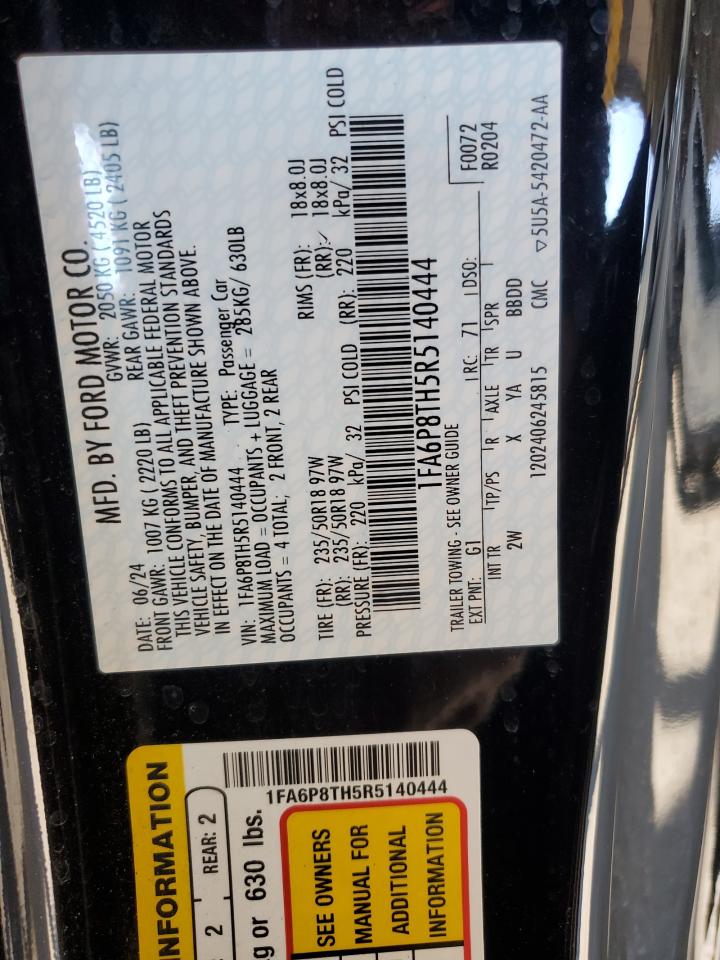 MFD. BY FORD MOTOR CO.
DATE: 06/24 GVWR: 2050 KG ( 4520 LB)
FRONT GAWR: 1007 KG ( 2220 LB) REAR GAWR: 1091 KG ( 2405 LB)
THIS VEHICLE CONFORMS TO ALL APPLICABLE FEDERAL MOTOR
VEHICLE SAFETY, BUMPER, AND THEFT PREVENTION STANDARDS
IN EFFECT ON THE DATE OF MANUFACTURE SHOWN ABOVE.
VIN: 1FA6P8TH5R5140444 TYPE: Passenger Car
MAXIMUM LOAD = OCCUPANTS + LUGGAGE = 285KG/ 630LB
OCCUPANTS = 4 TOTAL; 2 FRONT, 2 REAR
TIRE (FR): 235/50R18 97W RIMS (FR): 18x8.0J
(RR): 235/50R18 97W (RR): 18x8.0J
PRESSURE (FR): 220 kPa/ 32 PSI COLD (RR): 220 kPa/ 32 PSI COLD
1FA6P8TH5R5140444
TRAILER TOWING - SEE OWNER GUIDE
EXT PNT: G1 RC: 71 DSO: F0072
INT TR TP/PS R AXLE TR SPR R0204
2W X YA U BBDD
1202406245815 CMC ▽5U5A-5420472-AA
INFORMATION
2 REAR: 2
g or 630 lbs.
1FA6P8TH5R5140444
SEE OWNERS
MANUAL FOR
ADDITIONAL
INFORMATION